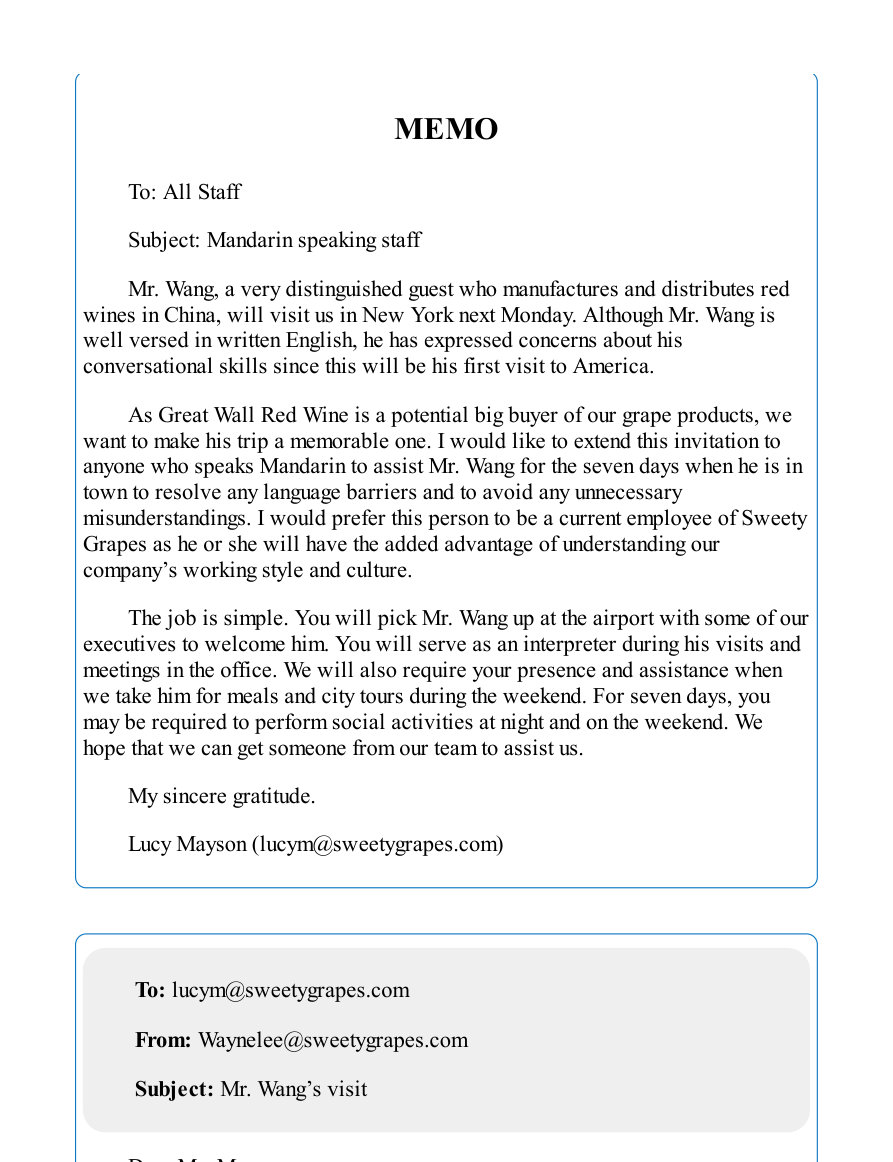 MEMO
To: All Staff
Subject: Mandarin speaking staff
Mr. Wang, a very distinguished guest who manufactures and distributes red
wines in China, will visit us in New York next Monday. Although Mr. Wang is
well versed in written English, he has expressed concerns about his
conversational skills since this will be his first visit to America.
As Great Wall Red Wine is a potential big buyer of our grape products, we
want to make his trip a memorable one. I would like to extend this invitation to
anyone who speaks Mandarin to assist Mr. Wang for the seven days when he is in
town to resolve any language barriers and to avoid any unnecessary
misunderstandings. I would prefer this person to be a current employee of Sweety
Grapes as he or she will have the added advantage of understanding our
company’s working style and culture.
The job is simple. You will pick Mr. Wang up at the airport with some of our
executives to welcome him. You will serve as an interpreter during his visits and
meetings in the office. We will also require your presence and assistance when
we take him for meals and city tours during the weekend. For seven days, you
may be required to perform social activities at night and on the weekend. We
hope that we can get someone from our team to assist us.
My sincere gratitude.
Lucy Mayson (lucym@sweetygrapes.com)
To: lucym@sweetygrapes.com
From: Waynelee@sweetygrapes.com
Subject: Mr. Wang’s visit